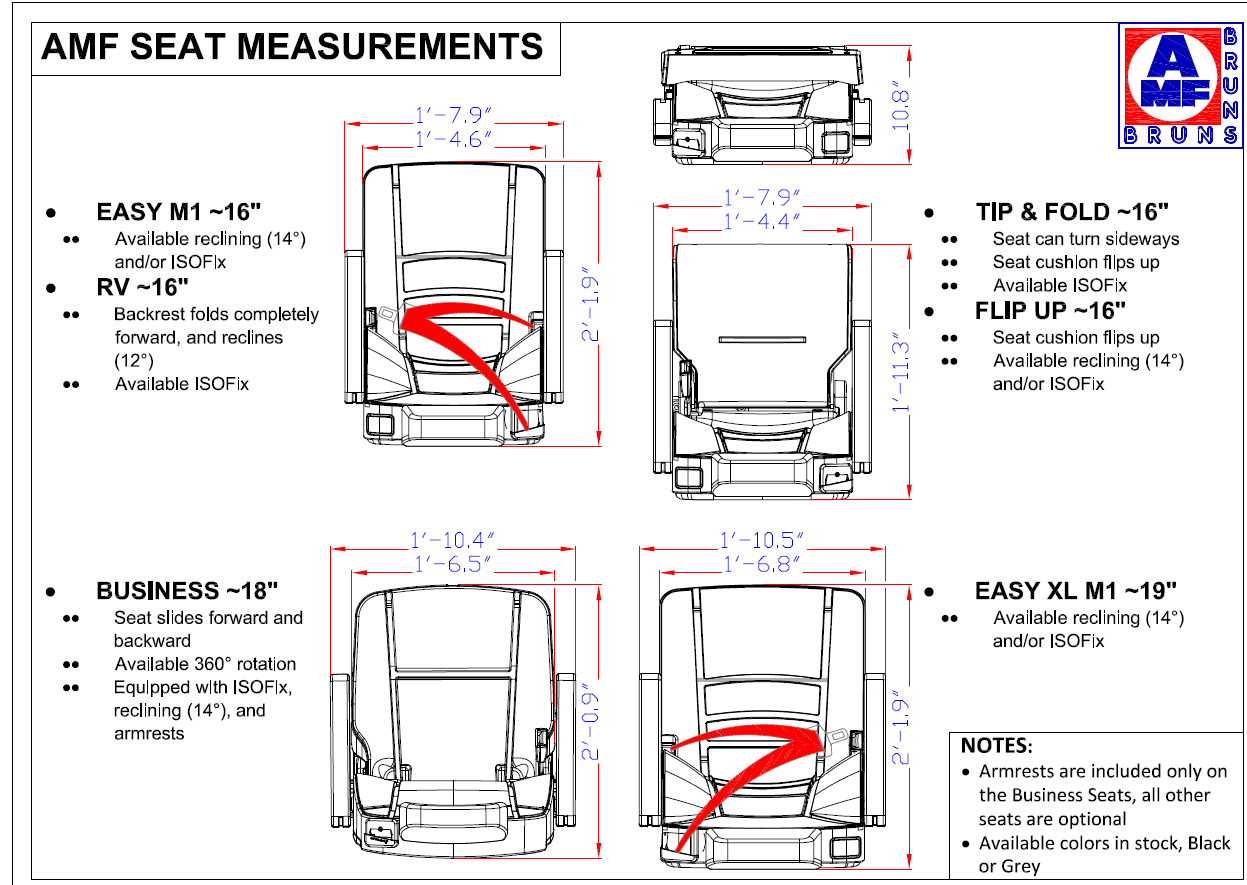 AMF SEAT MEASUREMENTS
AMF
BRUNS
BRUNS
10.8"
1'-7.9"
1'-4.6"
2'-1.9"
• EASY M1 ~16"
•• Available reclining (14°)
and/or ISOFix
• RV ~16"
•• Backrest folds completely
forward, and reclines
(12°)
•• Available ISOFix
1'-7.9"
1'-4.4"
1'-11.3"
• TIP & FOLD ~16"
•• Seat can turn sideways
•• Seat cushion flips up
•• Available ISOFix
• FLIP UP ~16"
•• Seat cushion flips up
•• Available reclining (14°)
and/or ISOFix
1'-10.4"
1'-6.5"
2'-0.9"
• BUSINESS ~18"
•• Seat slides forward and
backward
•• Available 360° rotation
•• Equipped with ISOFix,
reclining (14°), and
armrests
1'-10.5"
1'-6.8"
2'-1.9"
• EASY XL M1 ~19"
•• Available reclining (14°)
and/or ISOFix
NOTES:
• Armrests are included only on
the Business Seats, all other
seats are optional
• Available colors in stock, Black
or Grey